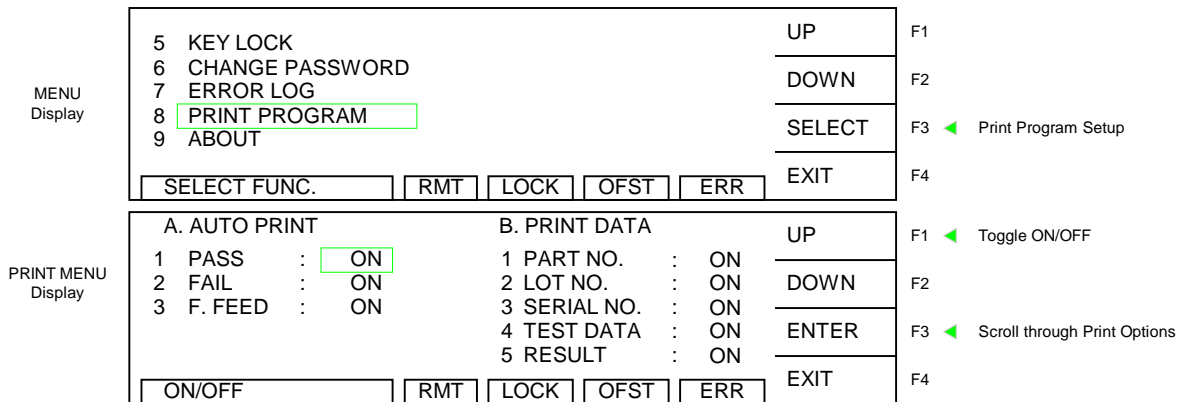 MENU
Display
5 KEY LOCK
6 CHANGE PASSWORD
7 ERROR LOG
8 PRINT PROGRAM
9 ABOUT
SELECT FUNC. RMT LOCK OFST ERR
UP F1
DOWN F2
SELECT F3 Print Program Setup
EXIT F4
PRINT MENU
Display
A. AUTO PRINT
1 PASS : ON
2 FAIL : ON
3 F. FEED : ON
B. PRINT DATA
1 PART NO. : ON
2 LOT NO. : ON
3 SERIAL NO. : ON
4 TEST DATA : ON
5 RESULT : ON
ON/OFF RMT LOCK OFST ERR
UP F1 Toggle ON/OFF
DOWN F2
ENTER F3 Scroll through Print Options
EXIT F4